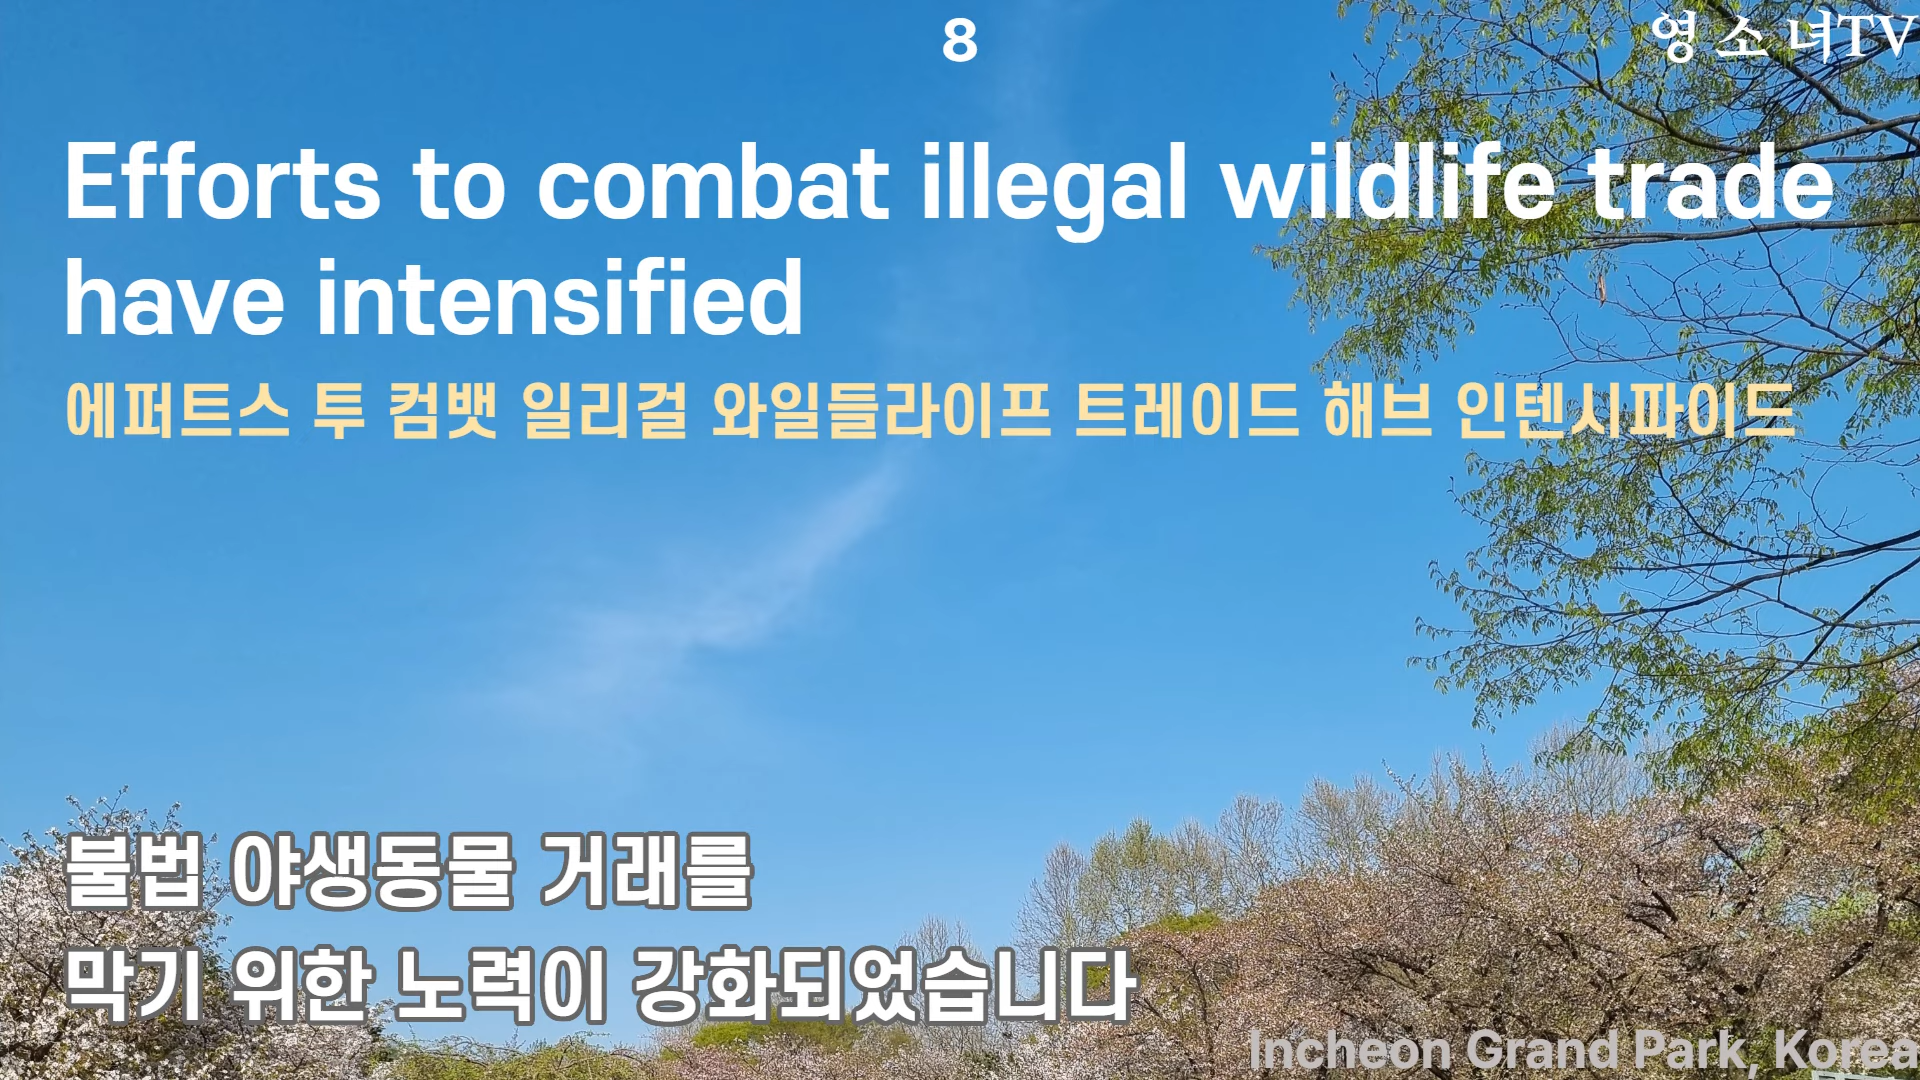 8
영 소 녀TV
Efforts to combat illegal wildlife trade
have intensified
에퍼트스 투 컴뱃 일리걸 와일들라이프 트레이드 해브 인텐시파이드
불법 야생동물 거래를
막기 위한 노력이 강화되었습니다
Incheon Grand Park, Korea